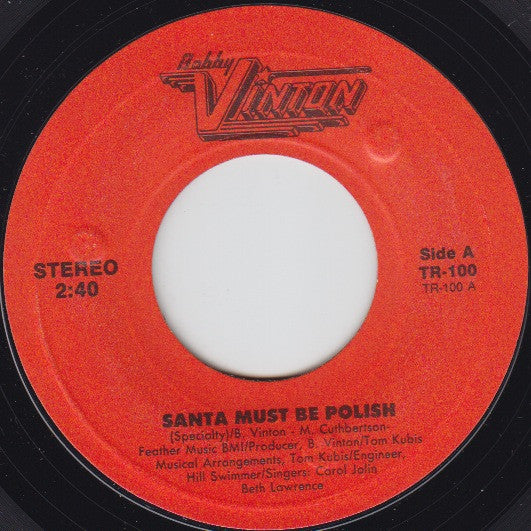 Bobby
VINTON
STEREO
2:40
Side A
TR-100
TR-100 A
SANTA MUST BE POLISH
(Specialty)/B. Vinton - M. Cuthbertson-
Feather Music BMI/Producer, B. Vinton/Tom Kubis
Musical Arrangements, Tom Kubis/Engineer,
Hill Swimmer/Singers: Carol Jolin
Beth Lawrence